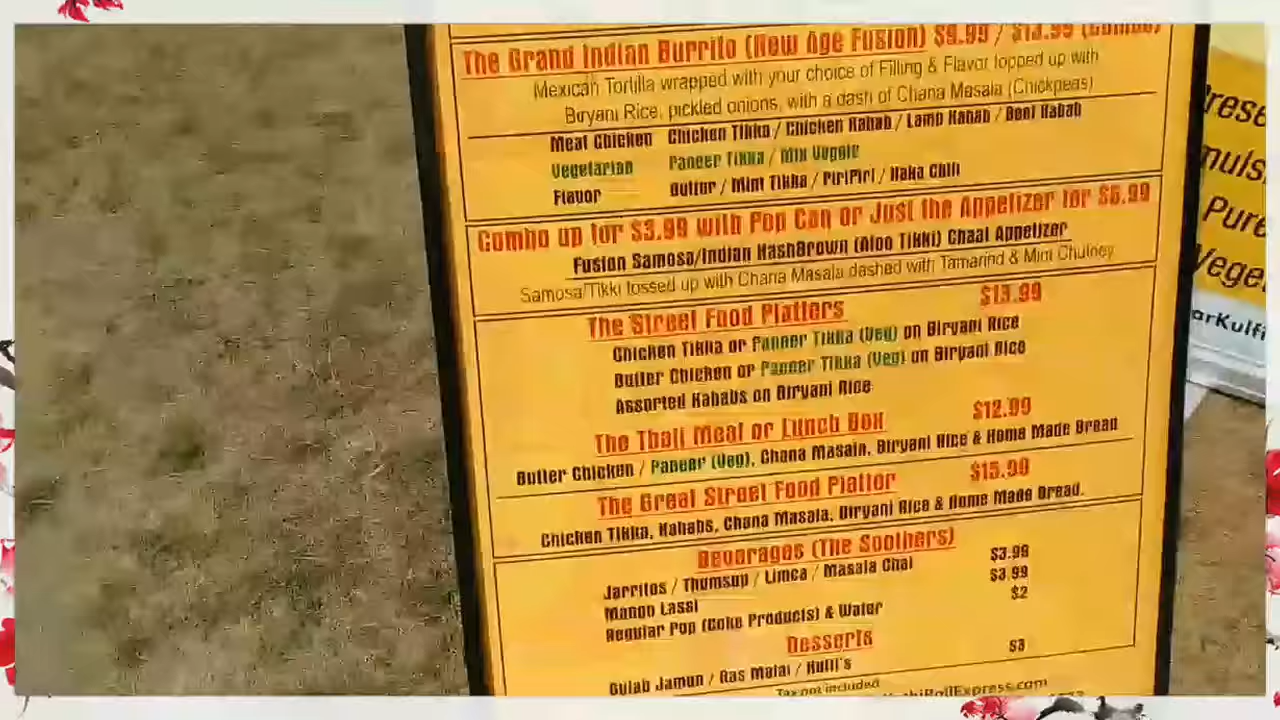 The Grand Indian Burrito (New Age Fusion) $9.99 / $13.99 (Combo)
Mexican Tortilla wrapped with your choice of Filling & Flavor topped up with
Biryani Rice, pickled onions, with a dash of Chana Masala (Chickpeas)
Meat Chicken Chicken Tikka / Chicken Kabab / Lamb Kabab / Beef Kabab
Vegetarian Paneer Tikka / Mix Veggie
Flavor Buttur / Mint Tikka / PiriPiri / Haka Chili
Combo up for $3.99 with Pop Can or Just the Appetizer for $6.99
Fusion Samosa/Indian HashBrown (Aloo Tikki) Chaat Appetizer
Samosa/Tikki tossed up with Chana Masala dashed with Tamarind & Mint Chutney
The Street Food Platters $13.99
Chicken Tikka or Panner Tikka (Veg) on Biryani Rice
Butter Chicken or Panner Tikka (Veg) on Biryani Rice
Assorted Kababs on Biryani Rice
The Thali Meal or Lunch Box $12.99
Butter Chicken / Paneer (Veg), Chana Masala, Biryani Rice & Home Made Bread
The Great Street Food Platter $15.99
Chicken Tikka, Kababs, Chana Masala, Biryani Rice & Home Made Bread.
Beverages (The Soothers)
Jarritos / Thumsup / Limca / Masala Chai $3.99
Mango Lassi $3.99
Regular Pop (Coke Products) & Water $2
Desserts
Gulab Jamun / Ras Malai / Kulfi's $3
Tax not included
Pure